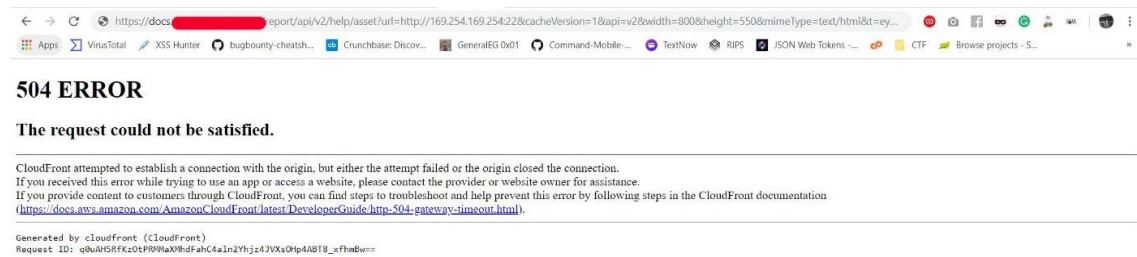 https://docs. report/api/v2/help/asset?url=http://169.254.169.254:22&cacheVersion=1&api=v2&width=800&height=550&mimeType=text/html&t=ey...
Apps VirusTotal XSS Hunter bugbounty-cheatsh... Crunchbase: Discov... GeneralEG 0x01 Command-Mobile-... TextNow RIPS JSON Web Tokens -... cP CTF Browse projects - S... »
504 ERROR
The request could not be satisfied.
CloudFront attempted to establish a connection with the origin, but either the attempt failed or the origin closed the connection.
If you received this error while trying to use an app or access a website, please contact the provider or website owner for assistance.
If you provide content to customers through CloudFront, you can find steps to troubleshoot and help prevent this error by following steps in the CloudFront documentation
(https://docs.aws.amazon.com/AmazonCloudFront/latest/DeveloperGuide/http-504-gateway-timeout.html).
Generated by cloudfront (CloudFront)
Request ID: q0uAH5RfKzOtPRMMaXMhdFahC4aln2Yhjz4JVXsOHp4ABT8_xfhmBw==